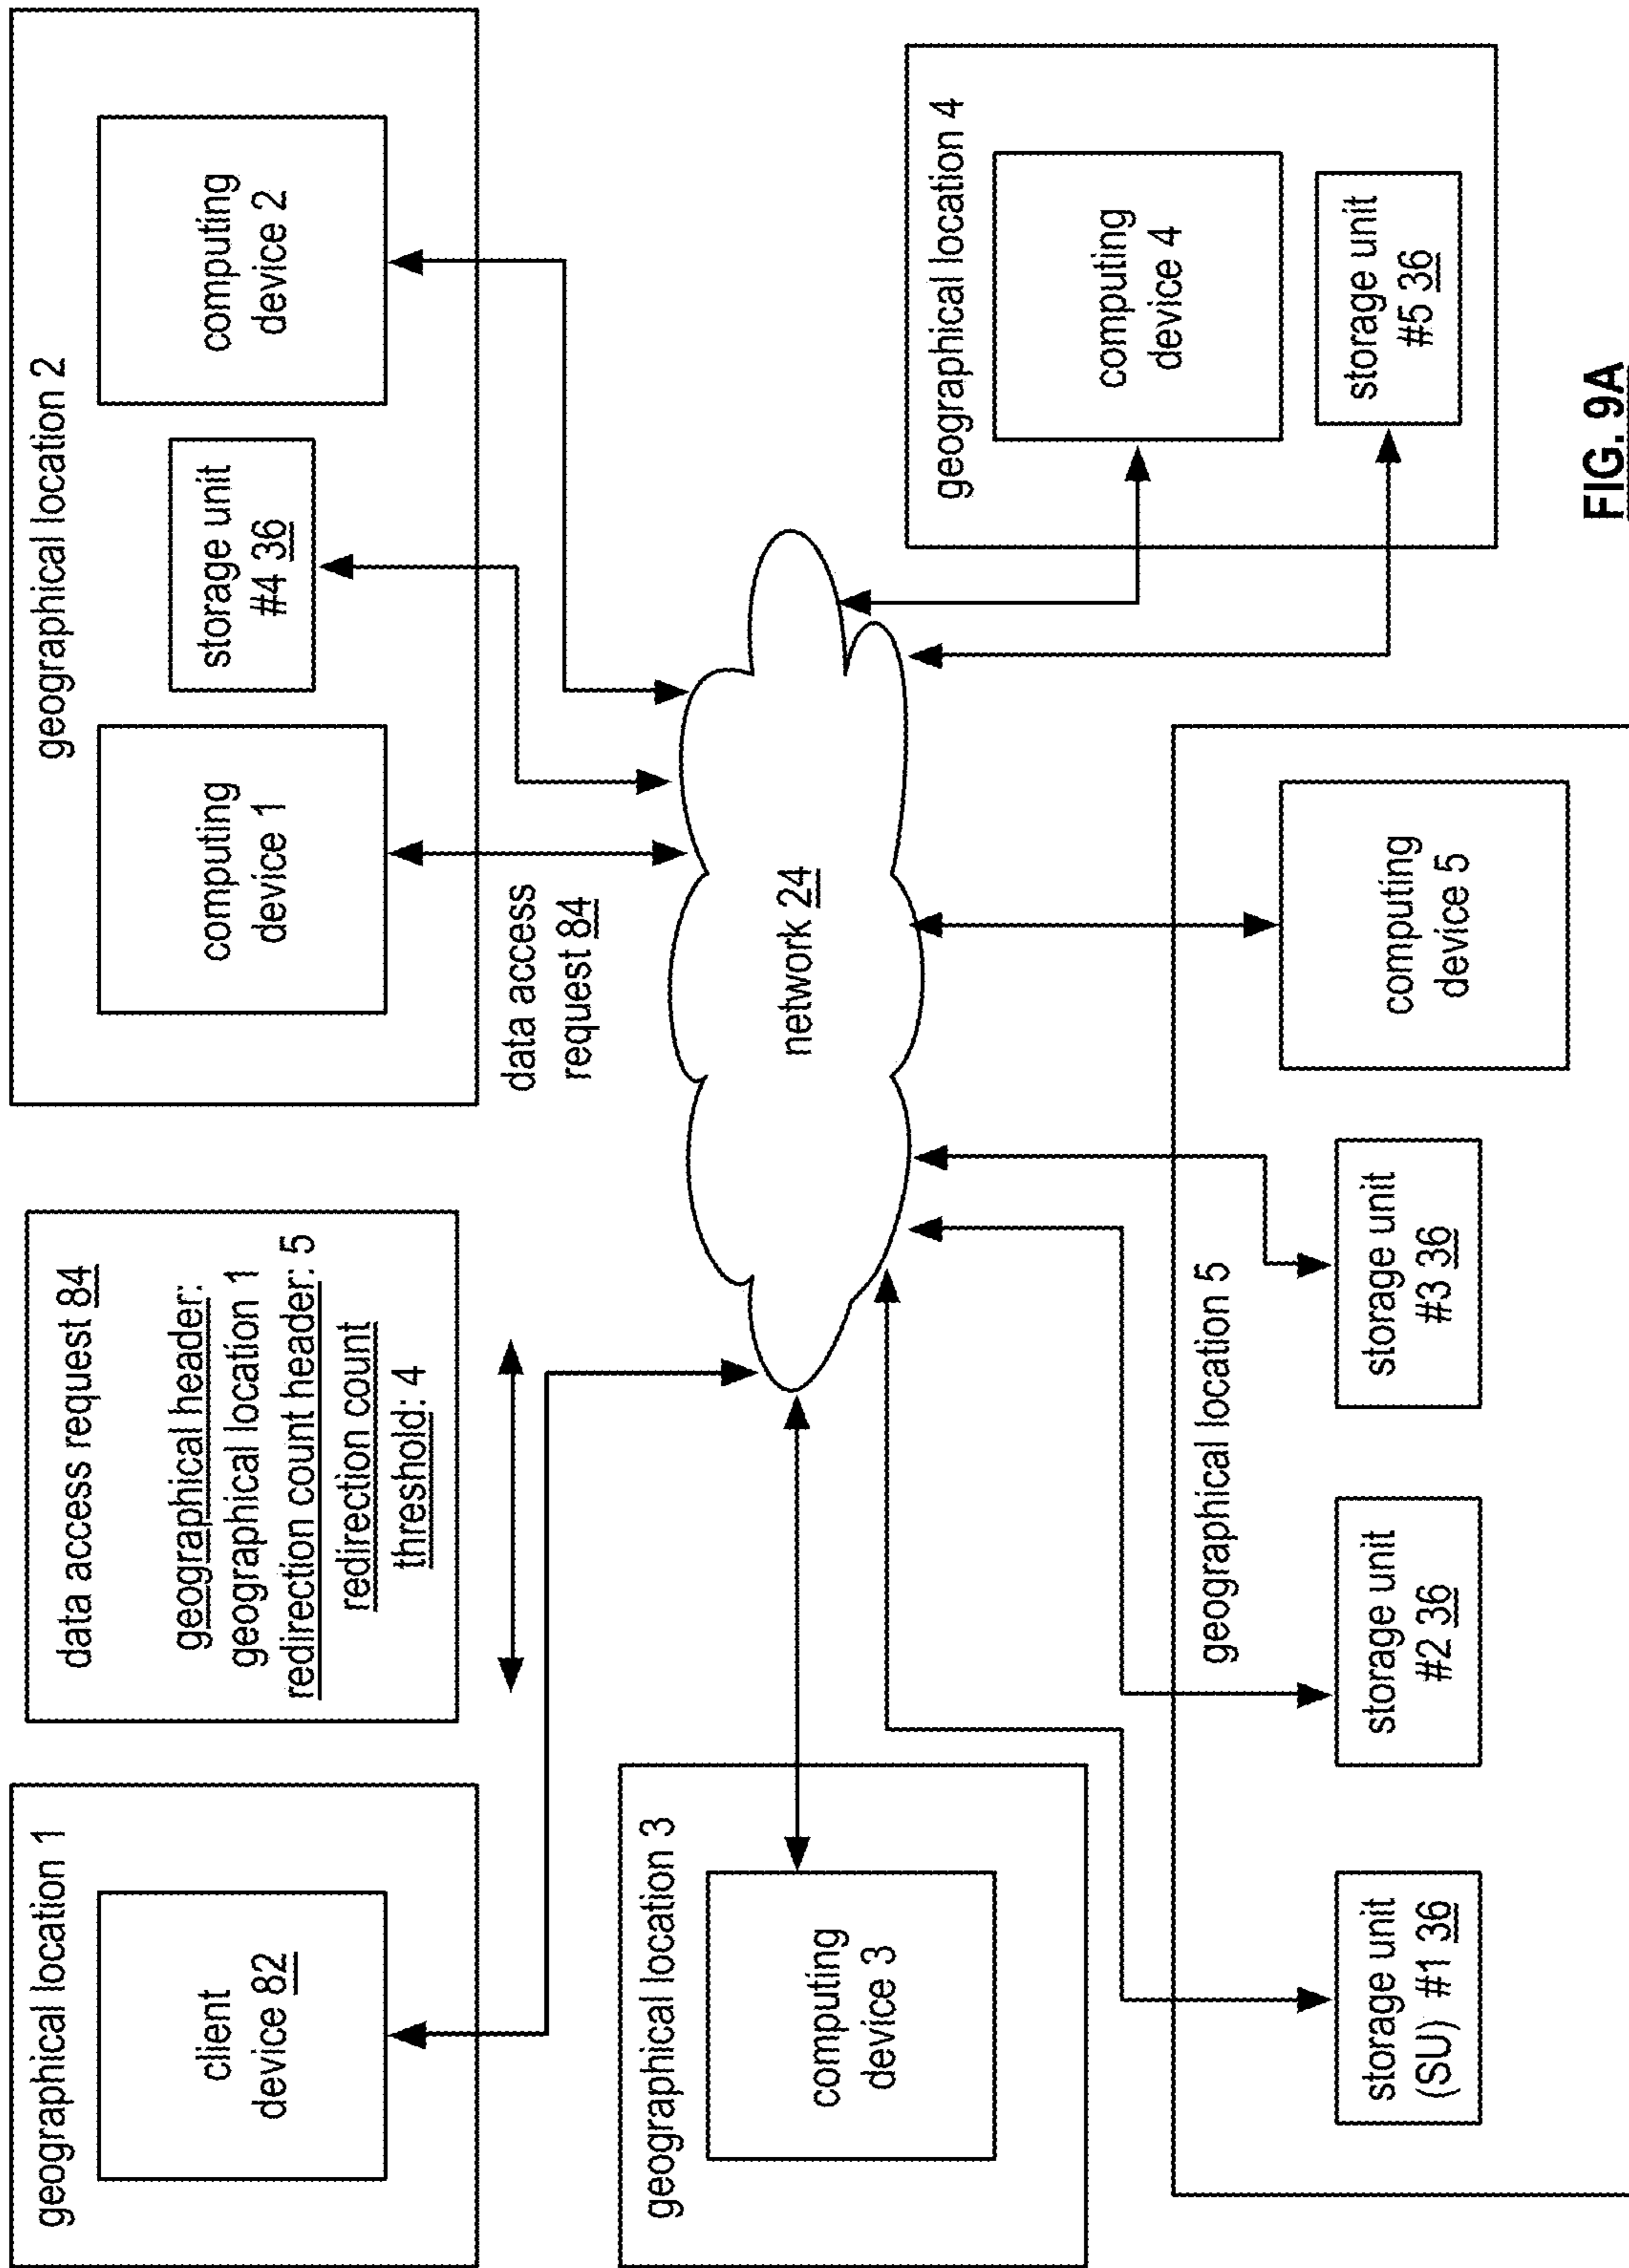 geographical location 1
client
device 82
data access request 84
geographical header:
geographical location 1
redirection count header: 5
redirection count
threshold: 4
geographical location 2
computing
device 1
storage unit
#4 36
computing
device 2
data access
request 84
geographical location 3
computing
device 3
network 24
geographical location 4
computing
device 4
storage unit
#5 36
geographical location 5
storage unit
(SU) #1 36
storage unit
#2 36
storage unit
#3 36
computing
device 5
FIG. 9A